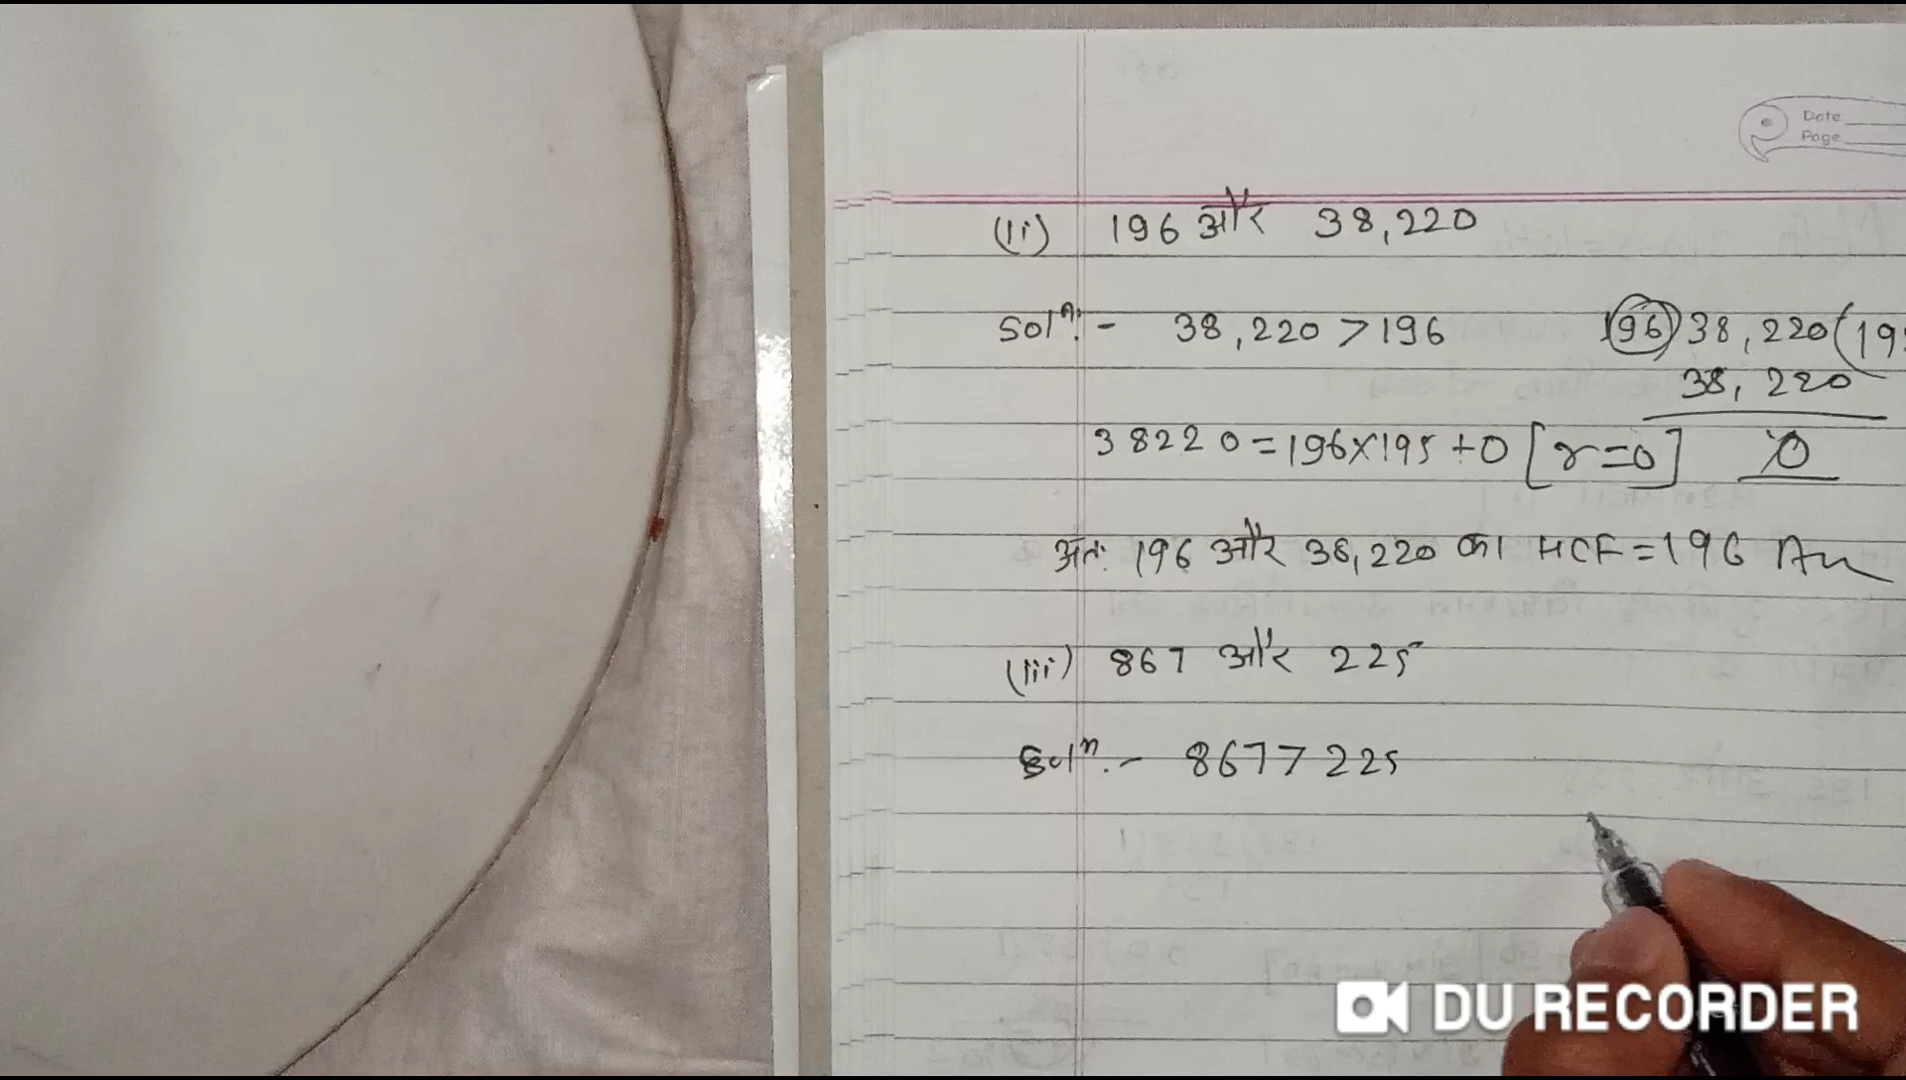 Date
Page
(ii) 196 और 38,220
Solⁿ:- 38,220 > 196 196) 38,220 (19
38,220
38220 = 196×195+0 [r=0] 0
अतः 196 और 38,220 का HCF = 196 An
(iii) 867 और 225
Solⁿ.- 867 > 225
DU RECORDER